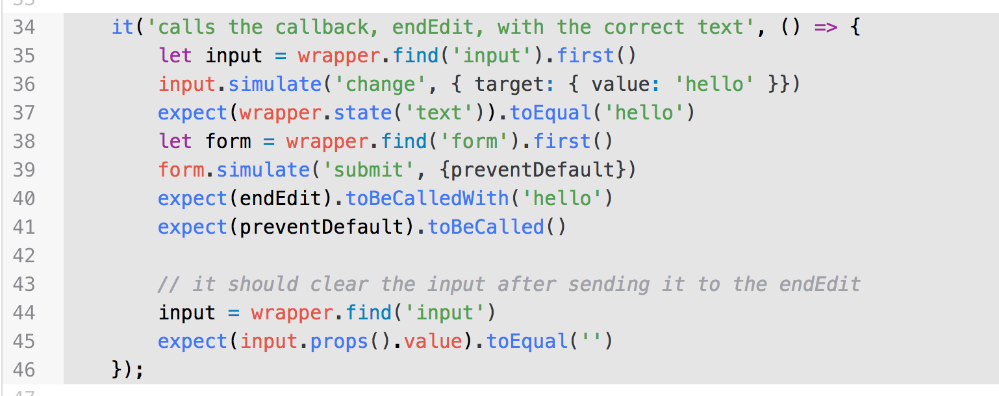 34 it('calls the callback, endEdit, with the correct text', () => {
35 let input = wrapper.find('input').first()
36 input.simulate('change', { target: { value: 'hello' }})
37 expect(wrapper.state('text')).toEqual('hello')
38 let form = wrapper.find('form').first()
39 form.simulate('submit', {preventDefault})
40 expect(endEdit).toBeCalledWith('hello')
41 expect(preventDefault).toBeCalled()
42
43 // it should clear the input after sending it to the endEdit
44 input = wrapper.find('input')
45 expect(input.props().value).toEqual('')
46 });
47